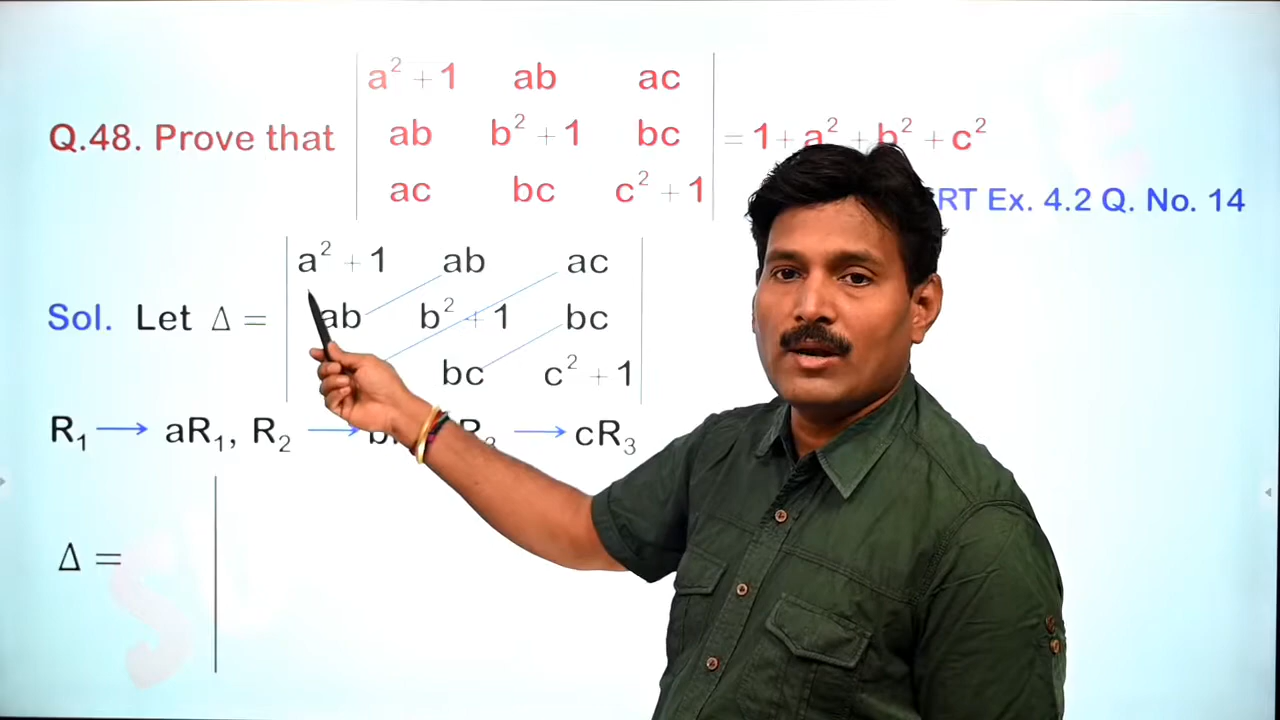 a² + 1 ab ac
Q.48. Prove that ab b² + 1 bc = 1 + a² + b² + c²
ac bc c² + 1
RT Ex. 4.2 Q. No. 14
a² + 1 ab ac
Sol. Let Δ = ab b² + 1 bc
bc c² + 1
R₁ → aR₁, R₂ → → cR₃
Δ =